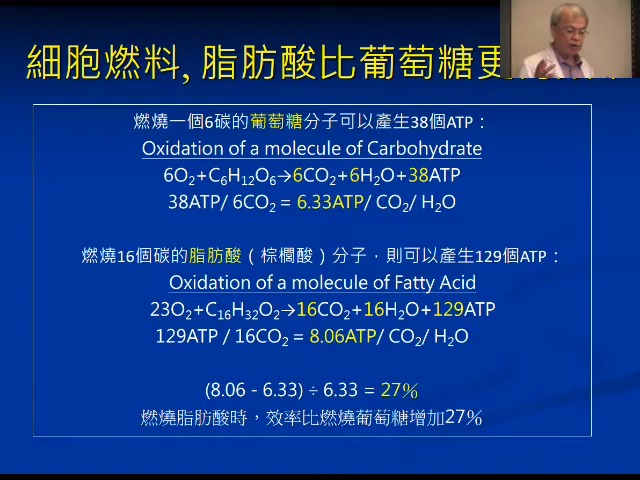 細胞燃料, 脂肪酸比葡萄糖更
燃燒一個6碳的葡萄糖分子可以產生38個ATP：
Oxidation of a molecule of Carbohydrate
6O₂+C₆H₁₂O₆→6CO₂+6H₂O+38ATP
38ATP/ 6CO₂ = 6.33ATP/ CO₂/ H₂O
燃燒16個碳的脂肪酸（棕櫚酸）分子，則可以產生129個ATP：
Oxidation of a molecule of Fatty Acid
23O₂+C₁₆H₃₂O₂→16CO₂+16H₂O+129ATP
129ATP / 16CO₂ = 8.06ATP/ CO₂/ H₂O
(8.06 - 6.33) ÷ 6.33 = 27%
燃燒脂肪酸時，效率比燃燒葡萄糖增加27%